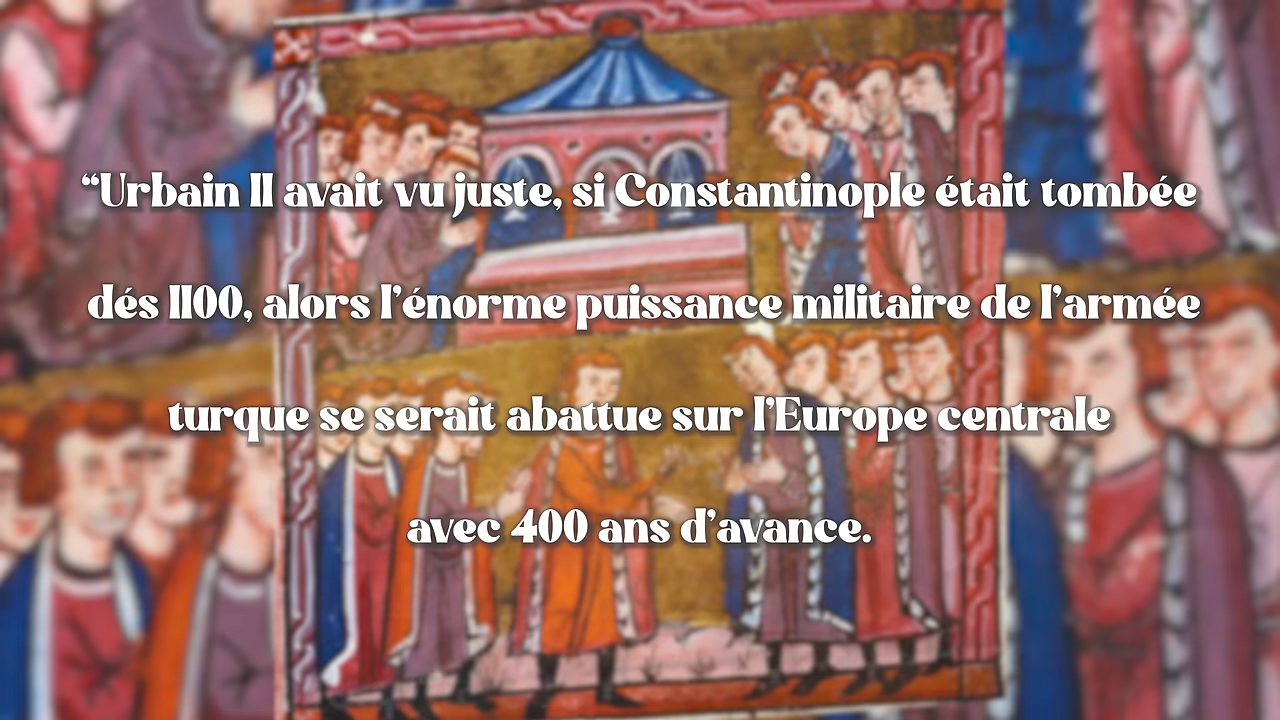 “Urbain II avait vu juste, si Constantinople était tombée
dés 1100, alors l’énorme puissance militaire de l’armée
turque se serait abattue sur l’Europe centrale
avec 400 ans d’avance.